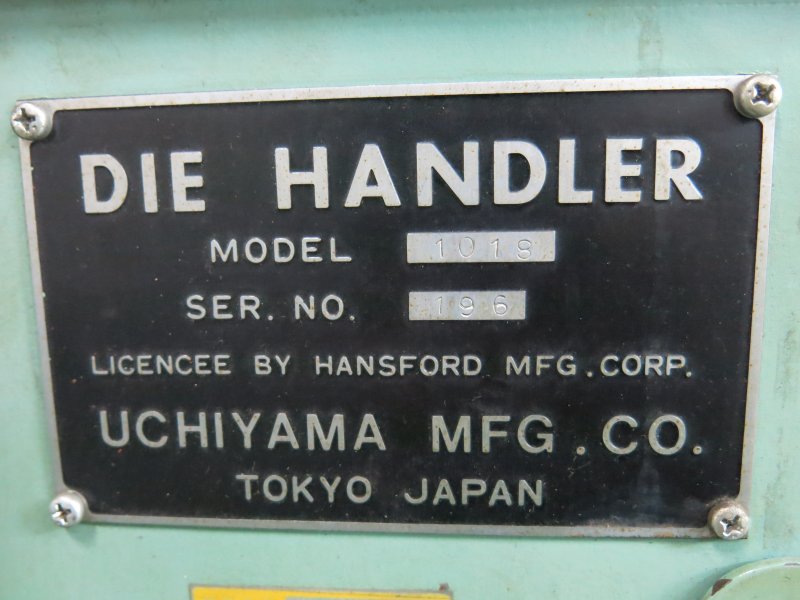 DIE HANDLER
MODEL 1018
SER. NO. 196
LICENCEE BY HANSFORD MFG. CORP.
UCHIYAMA MFG. CO.
TOKYO JAPAN